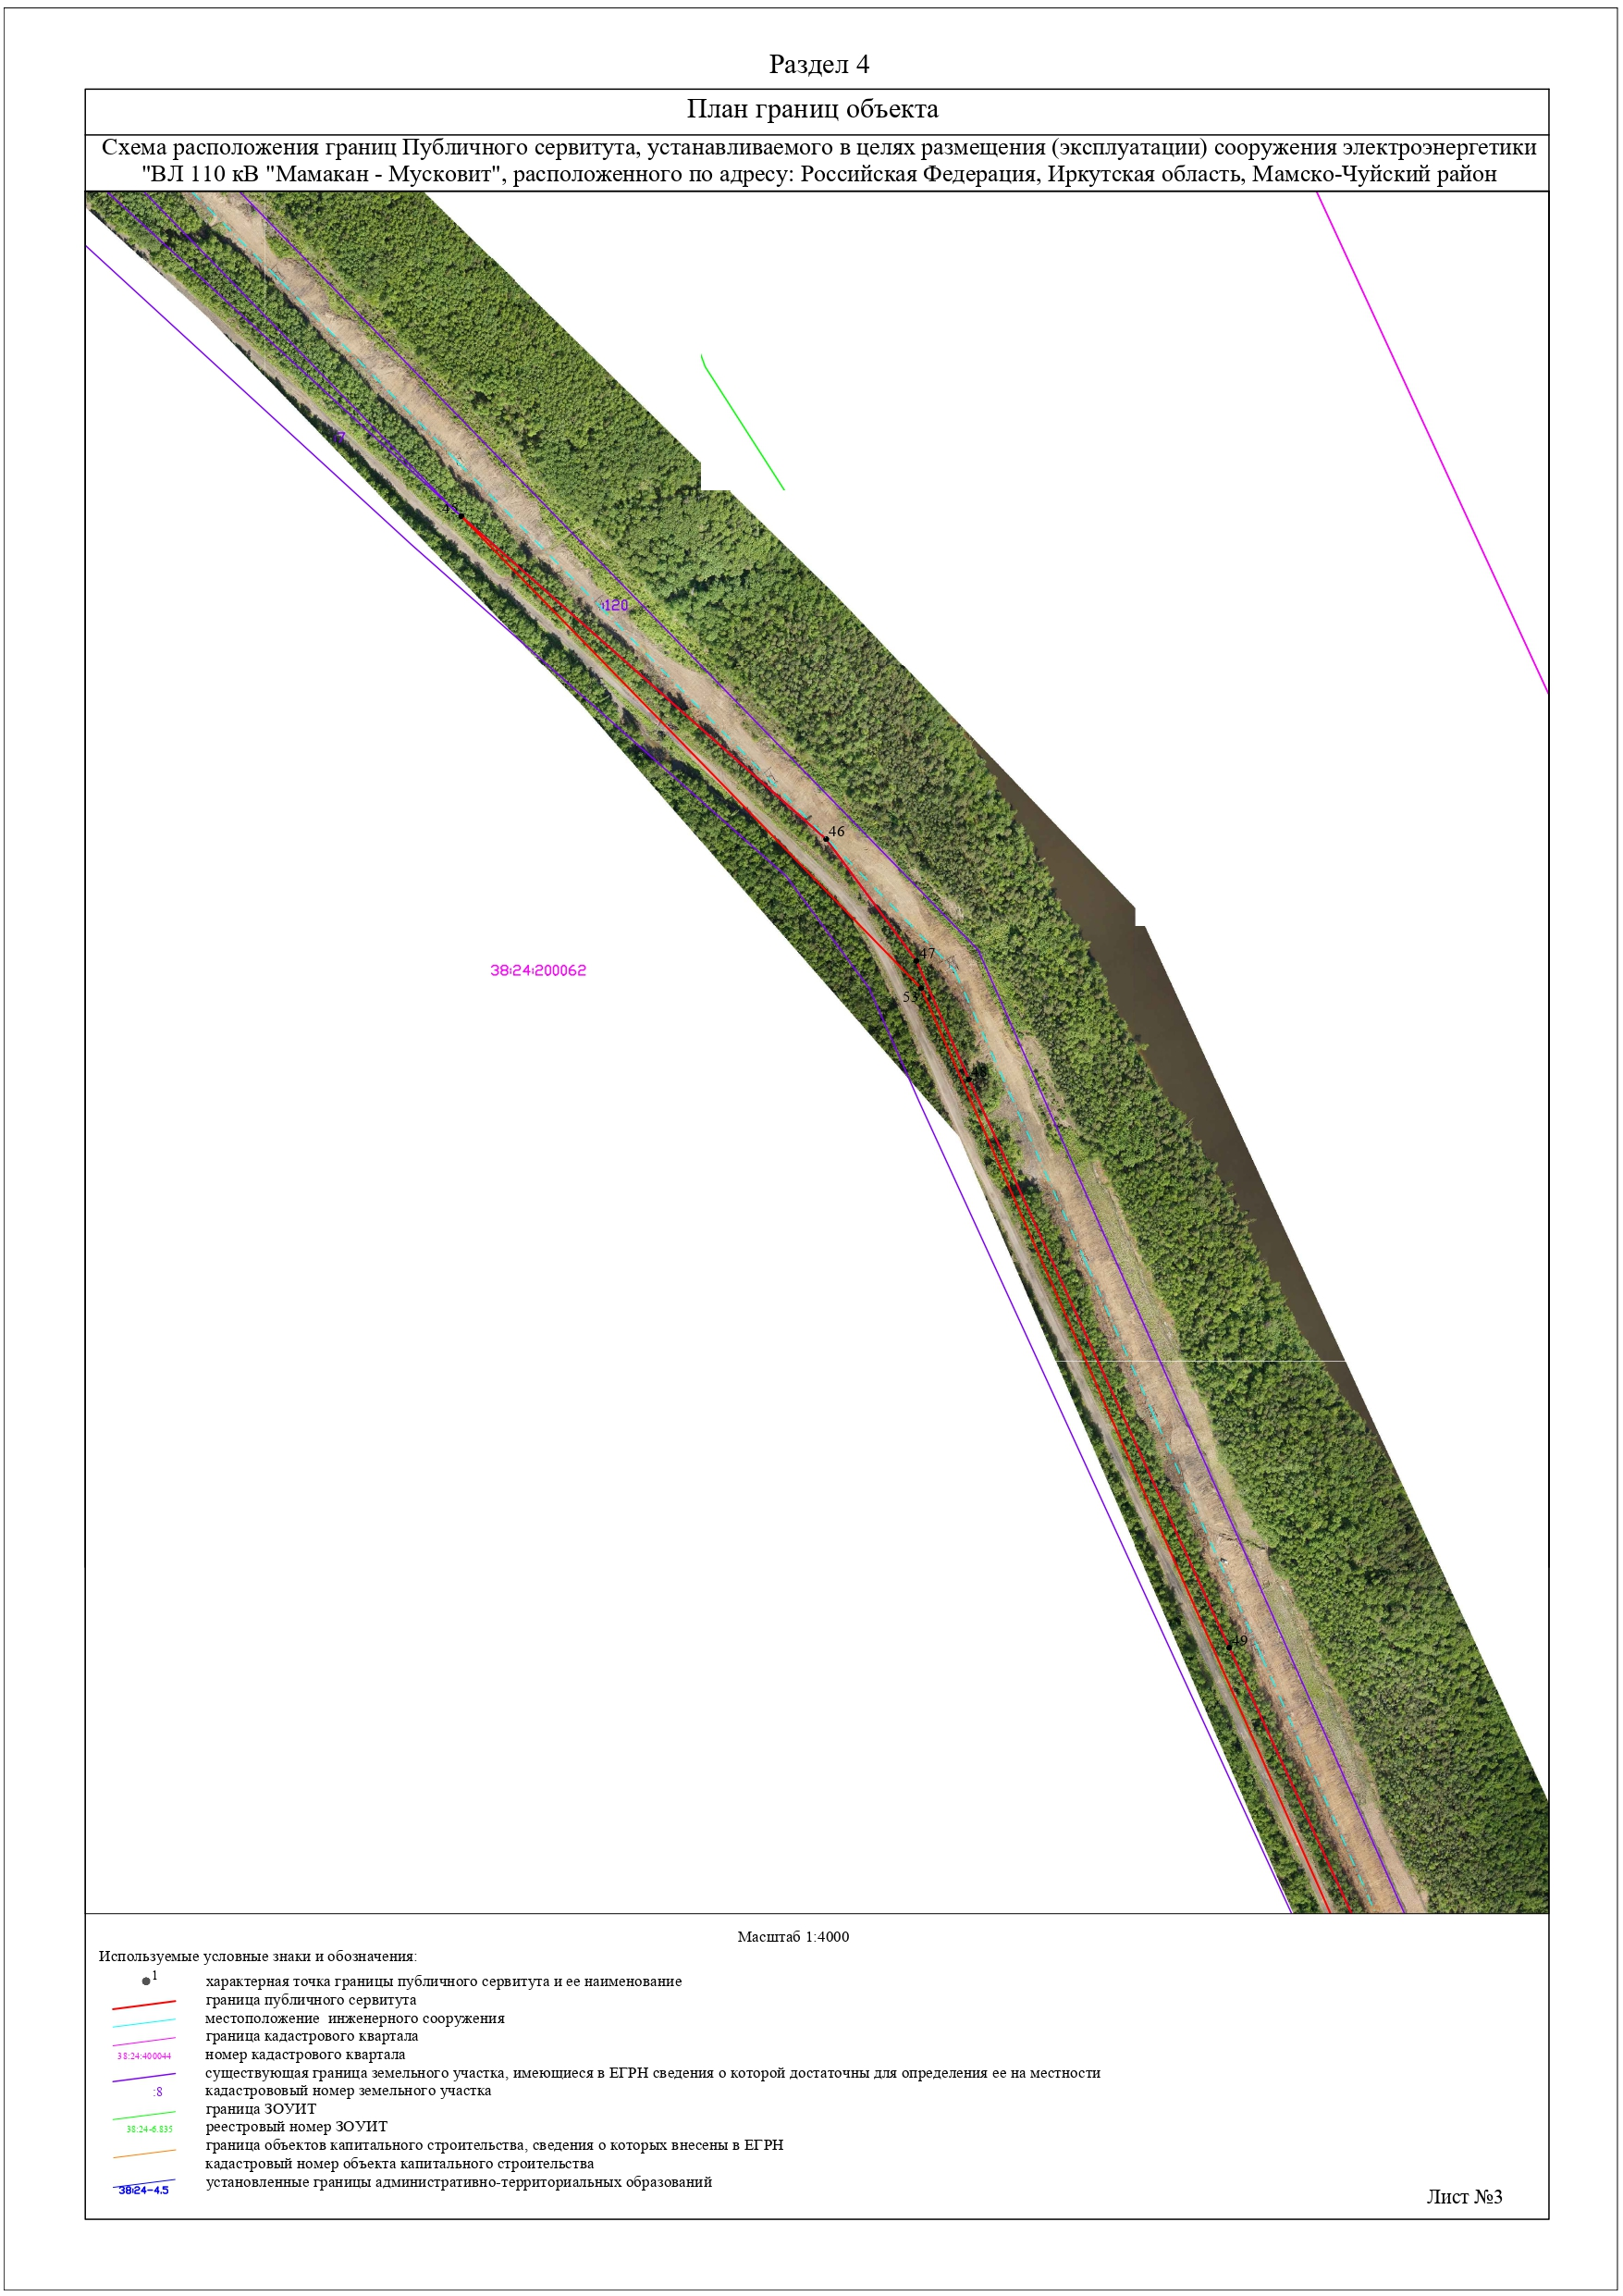 Раздел 4
План границ объекта
Схема расположения границ Публичного сервитута, устанавливаемого в целях размещения (эксплуатации) сооружения электроэнергетики
"ВЛ 110 кВ "Мамакан - Мусковит", расположенного по адресу: Российская Федерация, Иркутская область, Мамско-Чуйский район
:120
46
47
38:24:200062
53
49
Масштаб 1:4000
Используемые условные знаки и обозначения:
1 характерная точка границы публичного сервитута и ее наименование
граница публичного сервитута
местоположение инженерного сооружения
граница кадастрового квартала
38:24:400044 номер кадастрового квартала
существующая граница земельного участка, имеющиеся в ЕГРН сведения о которой достаточны для определения ее на местности
:8 кадастрововый номер земельного участка
граница ЗОУИТ
38:24-6.835 реестровый номер ЗОУИТ
граница объектов капитального строительства, сведения о которых внесены в ЕГРН
кадастровый номер объекта капитального строительства
38:24-4.5 установленные границы административно-территориальных образований
Лист №3